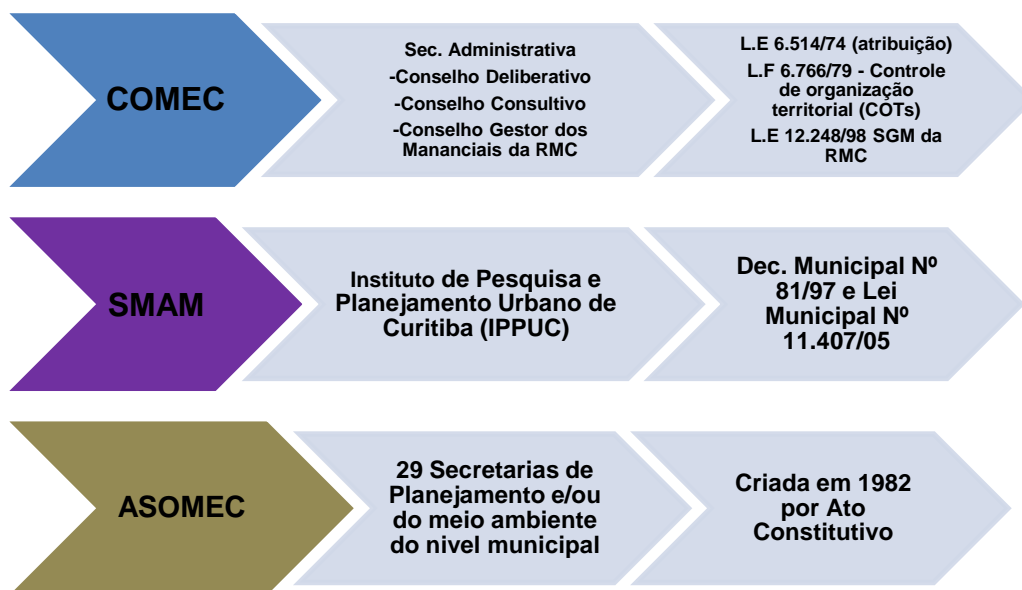 COMEC
Sec. Administrativa
-Conselho Deliberativo
-Conselho Consultivo
-Conselho Gestor dos
Mananciais da RMC
L.E 6.514/74 (atribuição)
L.F 6.766/79 - Controle
de organização
territorial (COTs)
L.E 12.248/98 SGM da
RMC
SMAM
Instituto de Pesquisa e
Planejamento Urbano de
Curitiba (IPPUC)
Dec. Municipal Nº
81/97 e Lei
Municipal Nº
11.407/05
ASOMEC
29 Secretarias de
Planejamento e/ou
do meio ambiente
do nivel municipal
Criada em 1982
por Ato
Constitutivo